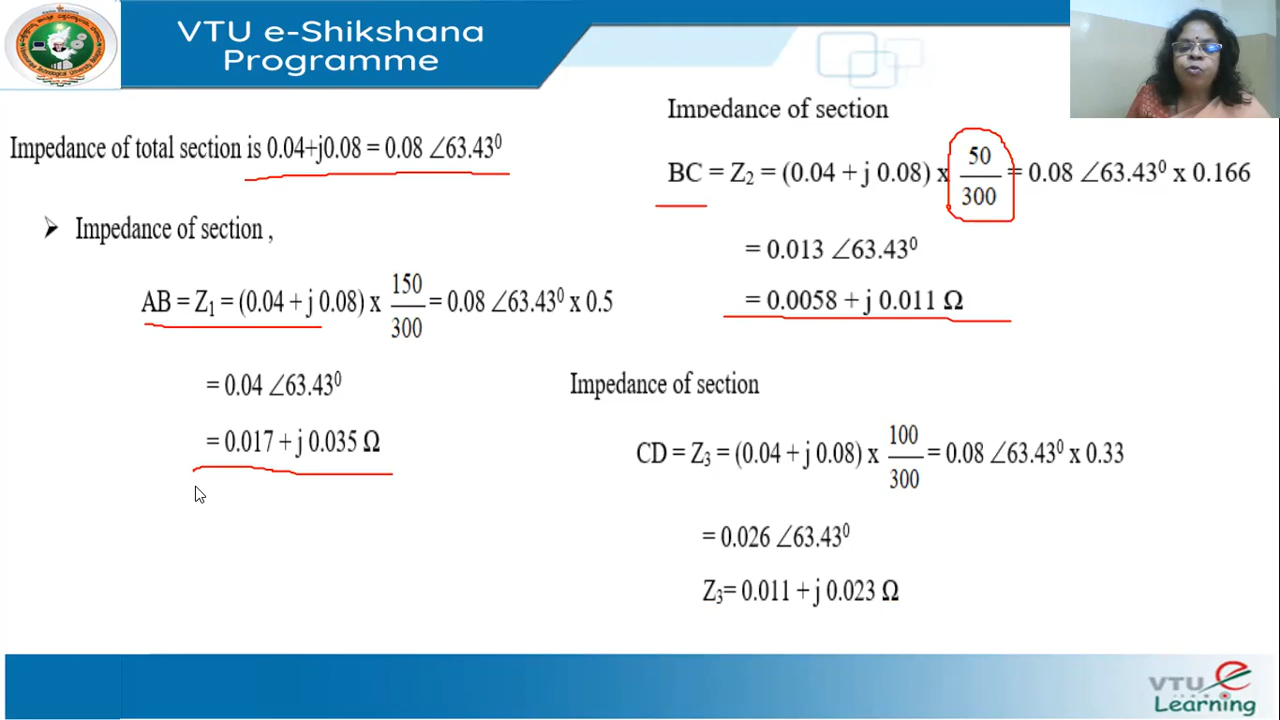 VTU e-Shikshana
Programme
Impedance of total section is 0.04+j0.08 = 0.08 ∠63.43⁰
➢ Impedance of section ,
AB = Z₁ = (0.04 + j 0.08) x 150/300 = 0.08 ∠63.43⁰ x 0.5
= 0.04 ∠63.43⁰
= 0.017 + j 0.035 Ω
Impedance of section
BC = Z₂ = (0.04 + j 0.08) x 50/300 = 0.08 ∠63.43⁰ x 0.166
= 0.013 ∠63.43⁰
= 0.0058 + j 0.011 Ω
Impedance of section
CD = Z₃ = (0.04 + j 0.08) x 100/300 = 0.08 ∠63.43⁰ x 0.33
= 0.026 ∠63.43⁰
Z₃= 0.011 + j 0.023 Ω
VTU e
Learning